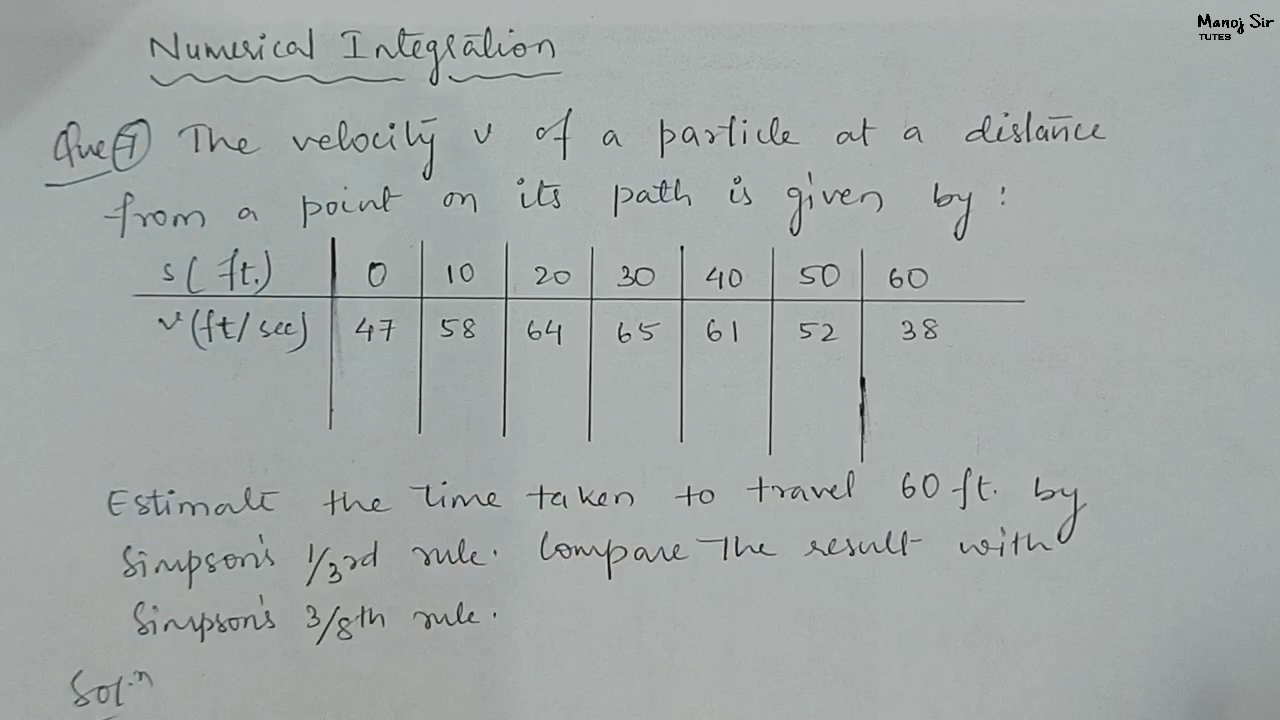 Manoj Sir
TUTES
Numerical Integration
Que ① The velocity v of a particle at a distance
from a point on its path is given by :
s( ft.) 0 10 20 30 40 50 60
v(ft/sec) 47 58 64 65 61 52 38
Estimate the time taken to travel 60 ft. by
Simpson's 1/3rd rule. Compare The result with
Simpson's 3/8th rule.
Sol.n